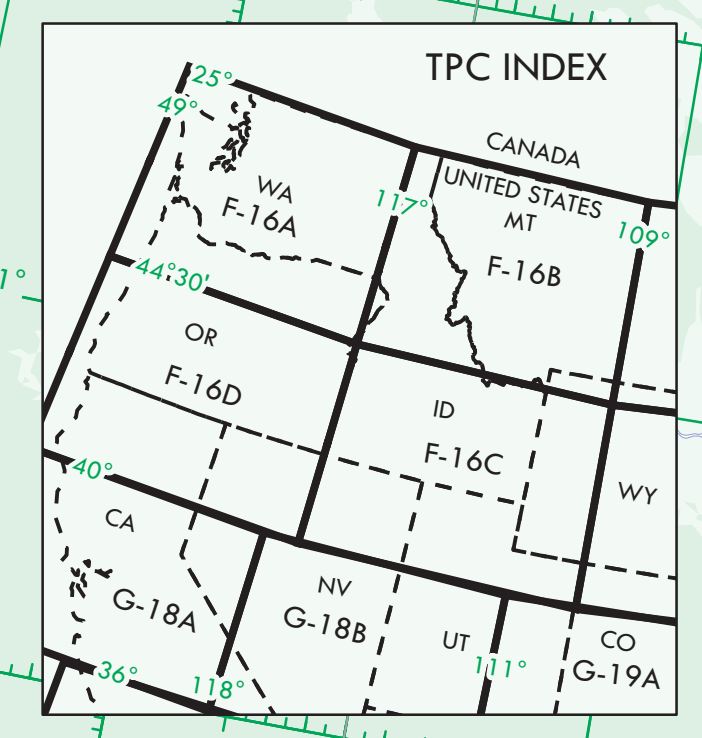 TPC INDEX
25°
49°
CANADA
UNITED STATES
WA
F-16A
117°
MT
109°
F-16B
1°
44°30'
OR
F-16D
ID
F-16C
WY
40°
CA
G-18A
NV
G-18B
UT
CO
G-19A
36°
118°
111°